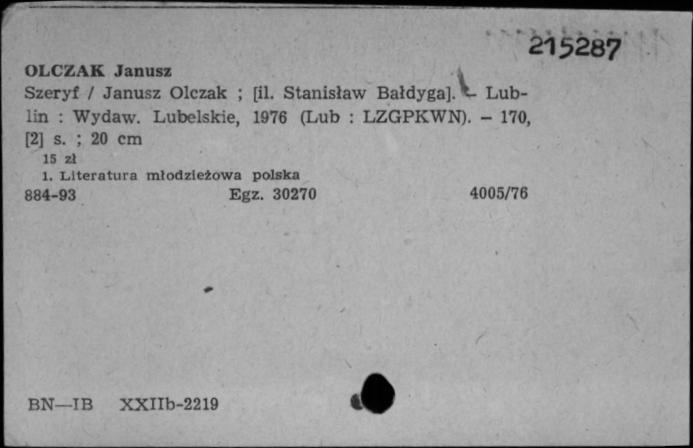 215287
OLCZAK Janusz
Szeryf / Janusz Olczak ; [il. Stanisław Bałdyga]. – Lub-
lin : Wydaw. Lubelskie, 1976 (Lub : LZGPKWN). – 170,
[2] s. ; 20 cm
15 zł
1. Literatura młodzieżowa polska
884-93 Egz. 30270 4005/76
BN—IB XXIIb-2219